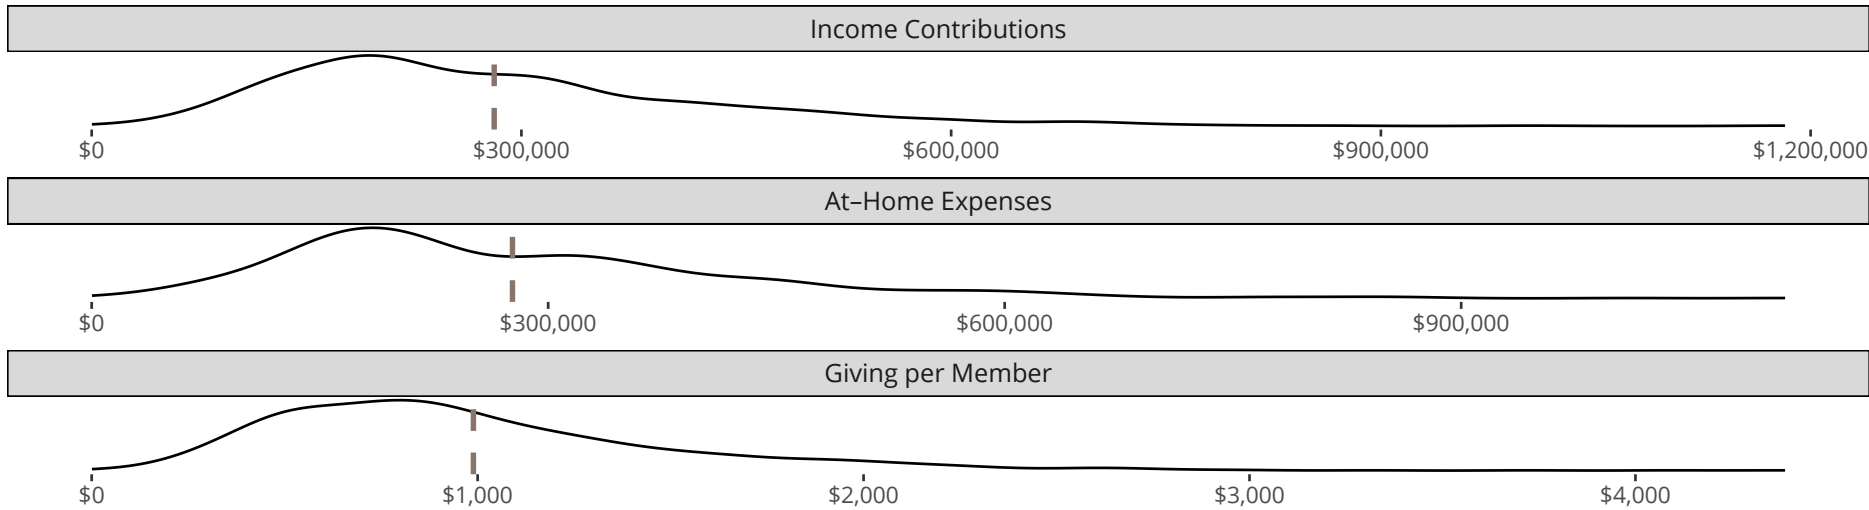 Income Contributions
$0 $300,000 $600,000 $900,000 $1,200,000
At–Home Expenses
$0 $300,000 $600,000 $900,000
Giving per Member
$0 $1,000 $2,000 $3,000 $4,000